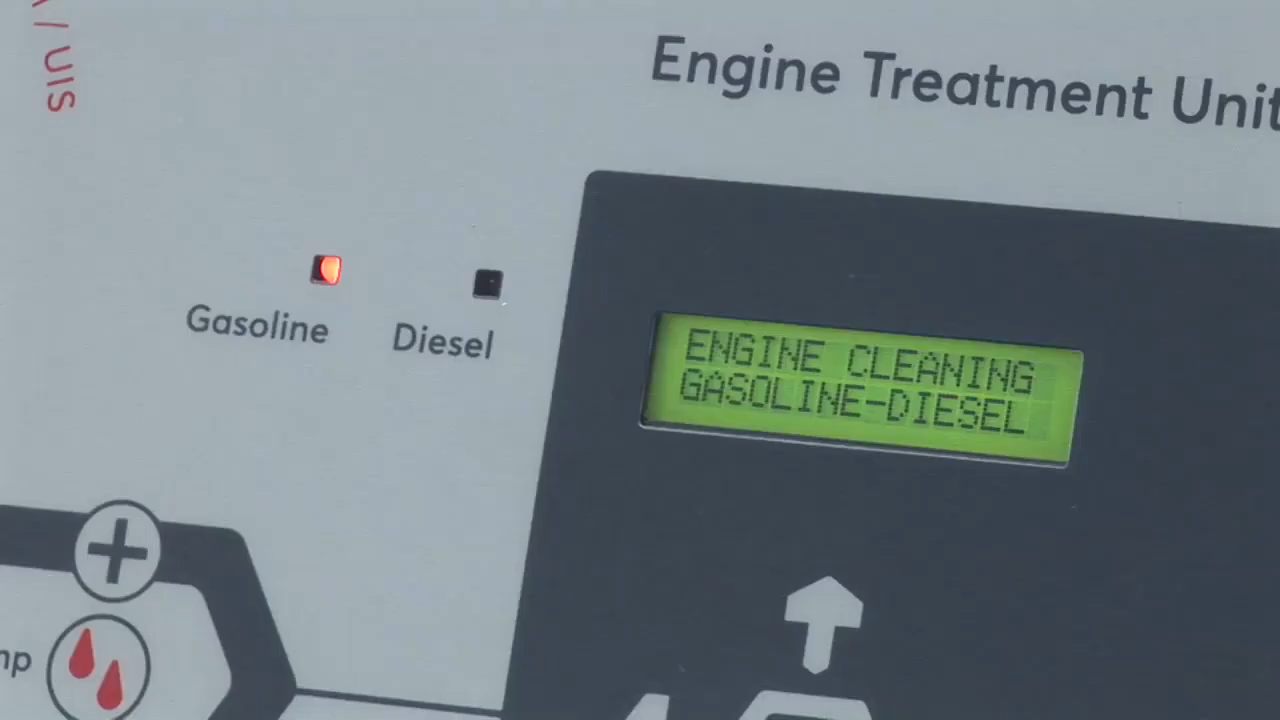 Engine Treatment Unit
Gasoline
Diesel
ENGINE CLEANING
GASOLINE-DIESEL